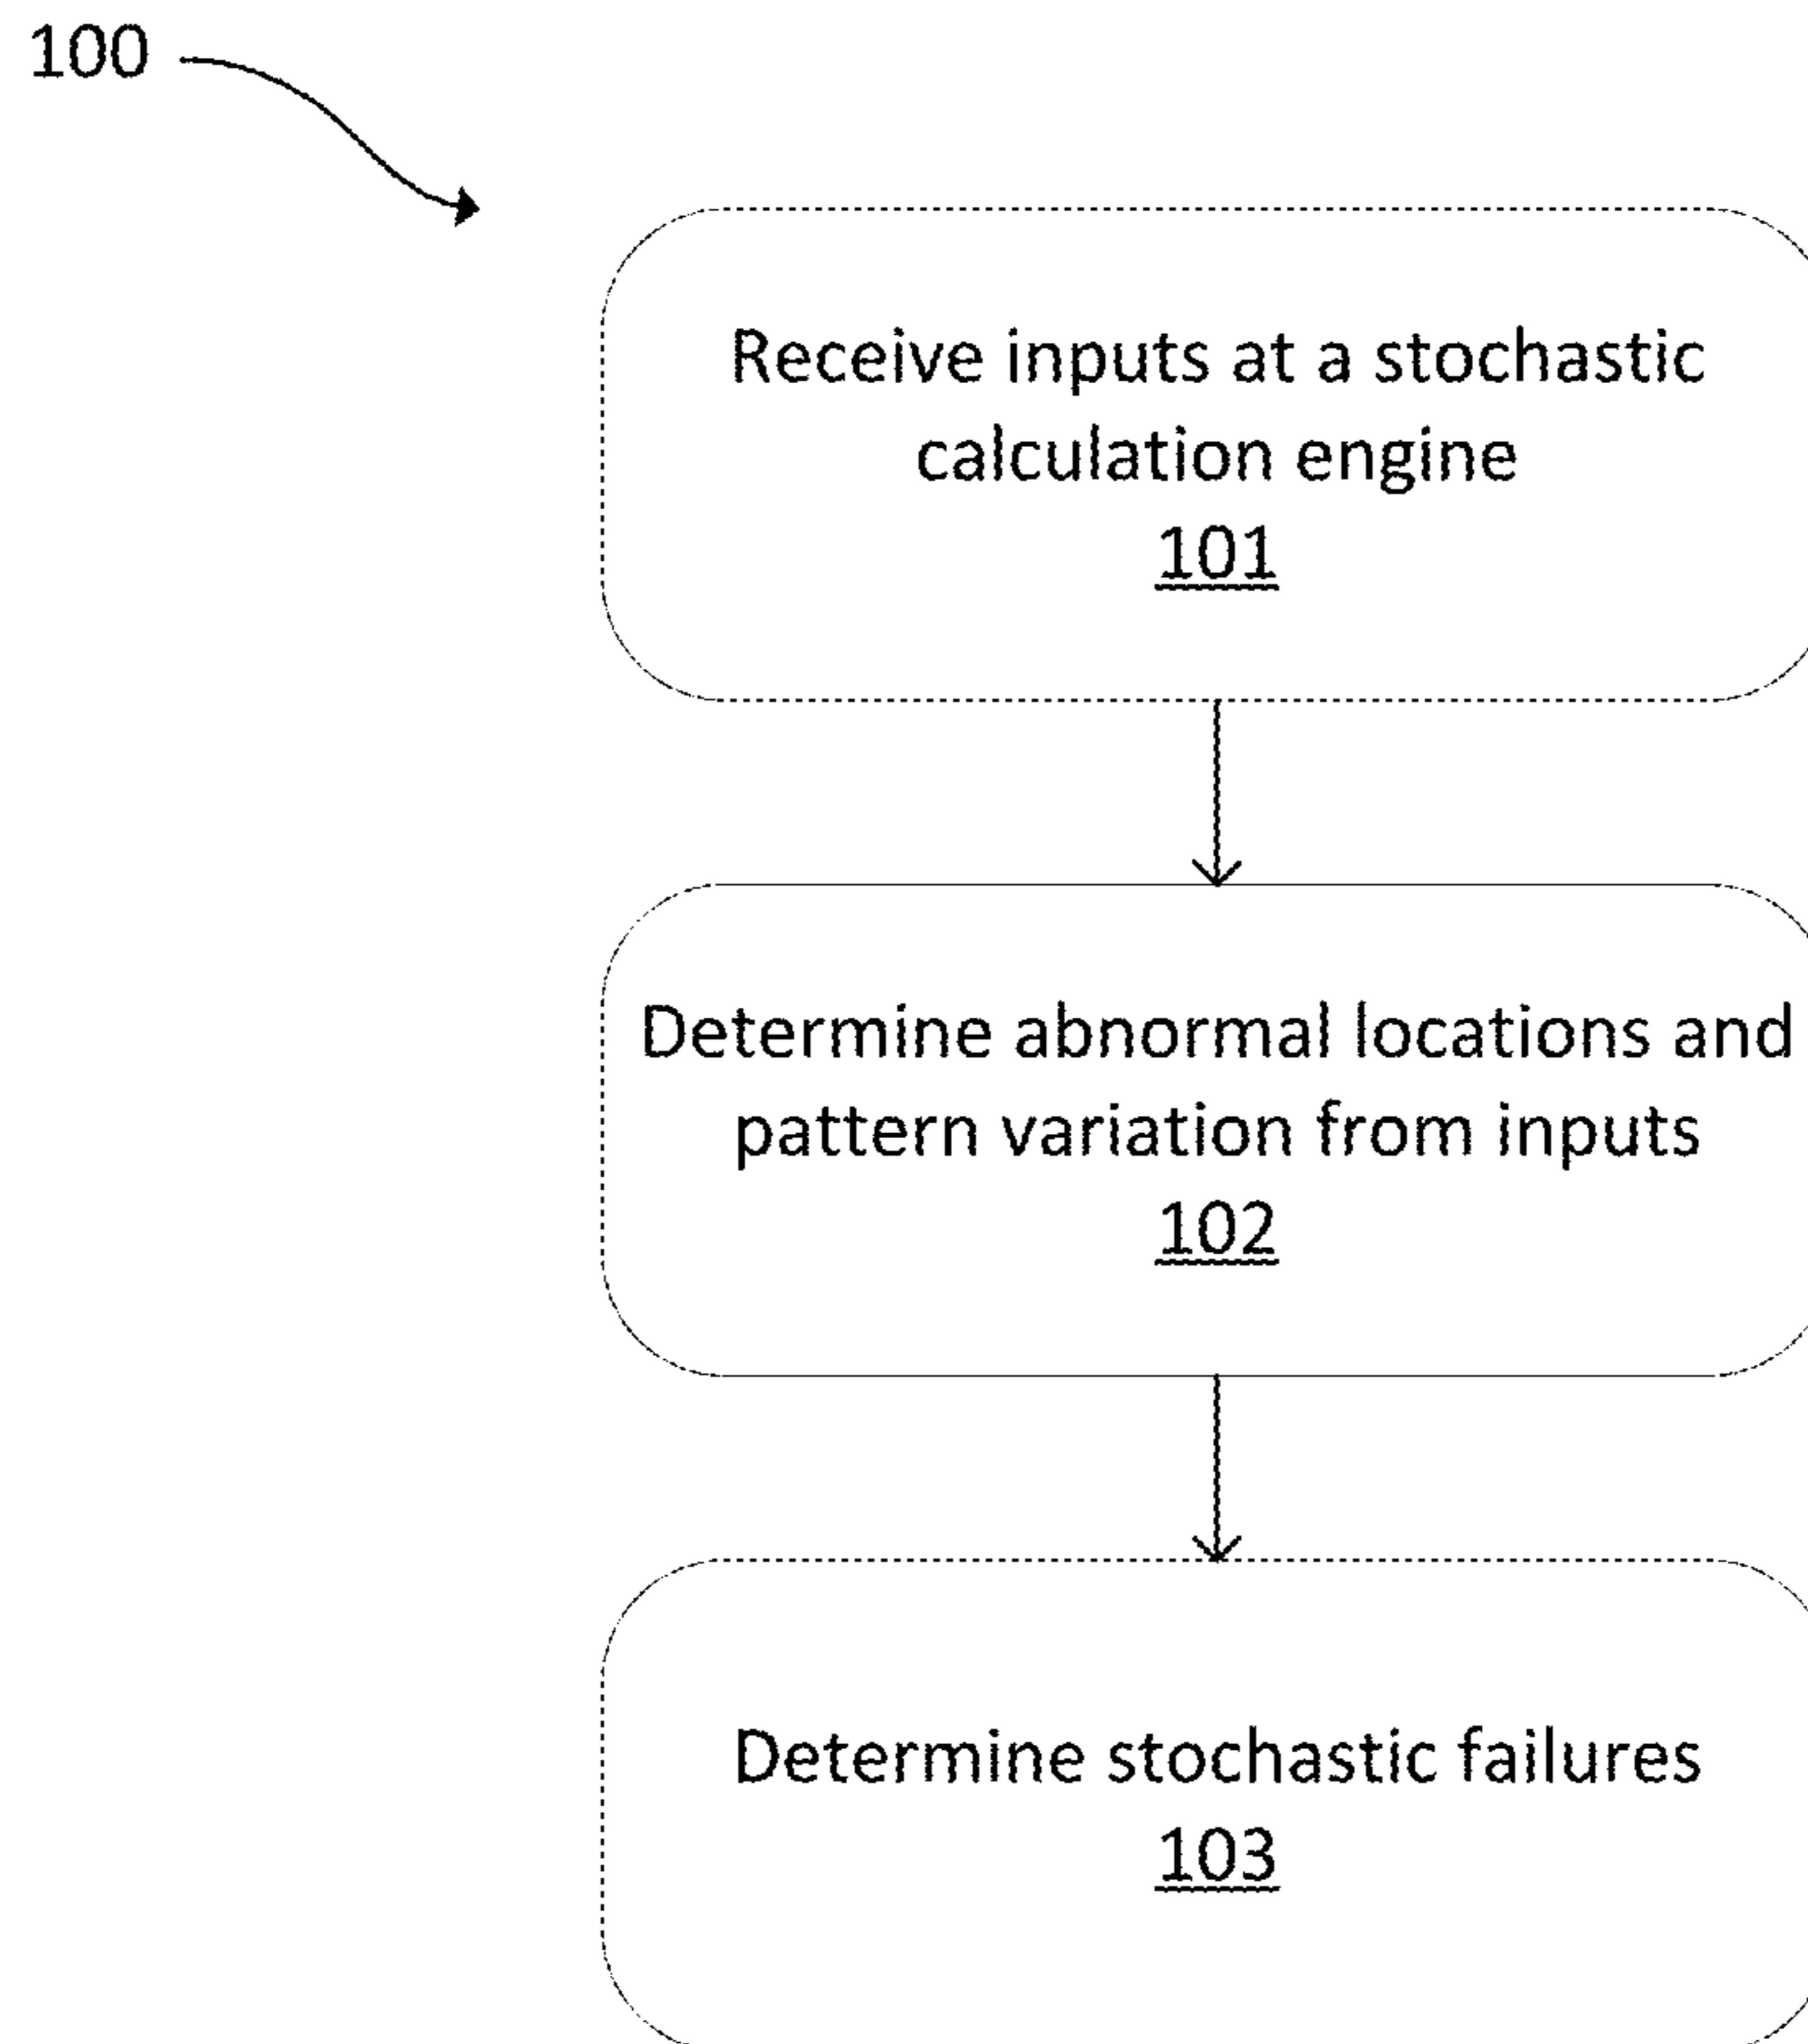 100
Receive inputs at a stochastic
calculation engine
101
Determine abnormal locations and
pattern variation from inputs
102
Determine stochastic failures
103